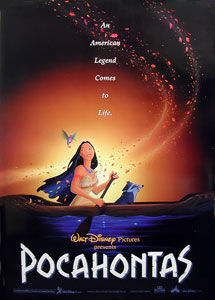 An
American
Legend
Comes
to
Life.
WALT DISNEY Pictures
presents
POCAHONTAS